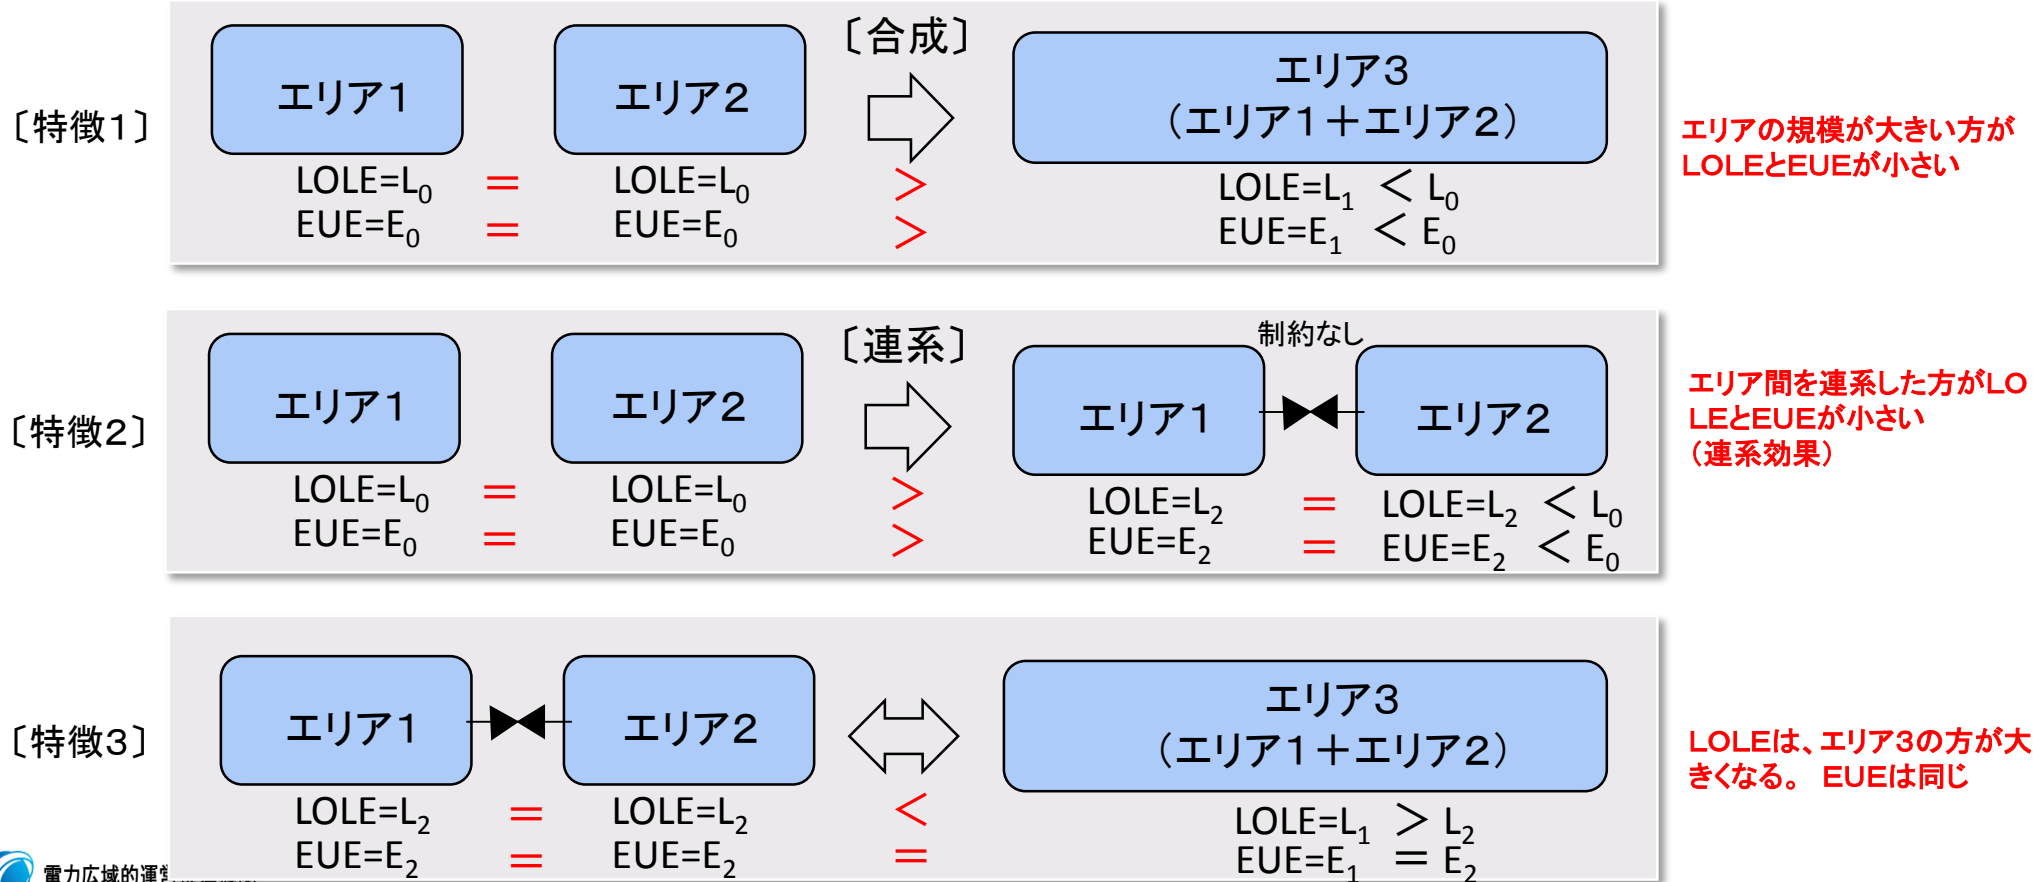 〔特徴1〕
エリア1
エリア2
〔合成〕
エリア3
（エリア1＋エリア2）
LOLE=L0 ＝ LOLE=L0 ＞ LOLE=L1 ＜ L0
EUE=E0 ＝ EUE=E0 ＞ EUE=E1 ＜ E0
エリアの規模が大きい方が
LOLEとEUEが小さい
〔特徴2〕
エリア1
エリア2
〔連系〕
制約なし
エリア1
エリア2
LOLE=L0 ＝ LOLE=L0 ＞ LOLE=L2 ＝ LOLE=L2 ＜ L0
EUE=E0 ＝ EUE=E0 ＞ EUE=E2 ＝ EUE=E2 ＜ E0
エリア間を連系した方がLO
LEとEUEが小さい
（連系効果）
〔特徴3〕
エリア1
エリア2
エリア3
（エリア1＋エリア2）
LOLE=L2 ＝ LOLE=L2 ＜ LOLE=L1 ＞ L2
EUE=E2 ＝ EUE=E2 ＝ EUE=E1 ＝ E2
LOLEは、エリア3の方が大
きくなる。 EUEは同じ
電力広域的運営